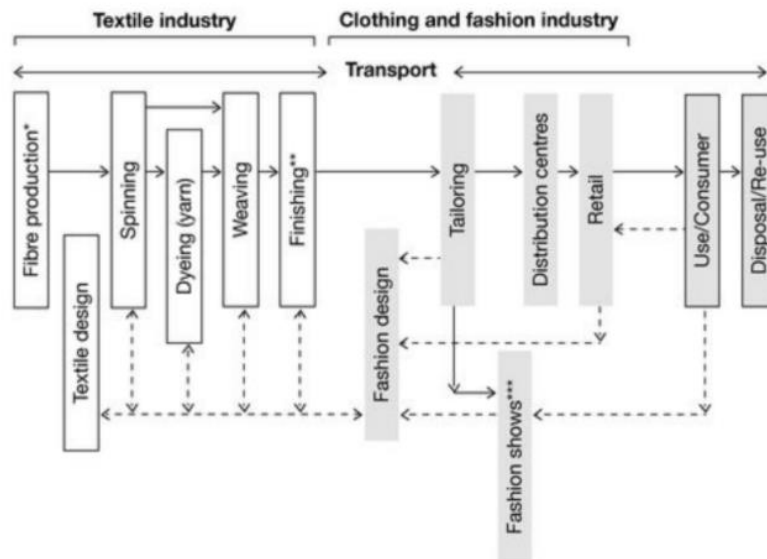 Textile industry
Clothing and fashion industry
Transport
Fibre production*
Textile design
Spinning
Dyeing (yarn)
Weaving
Finishing**
Fashion design
Tailoring
Fashion shows***
Distribution centres
Retail
Use/Consumer
Disposal/Re-use